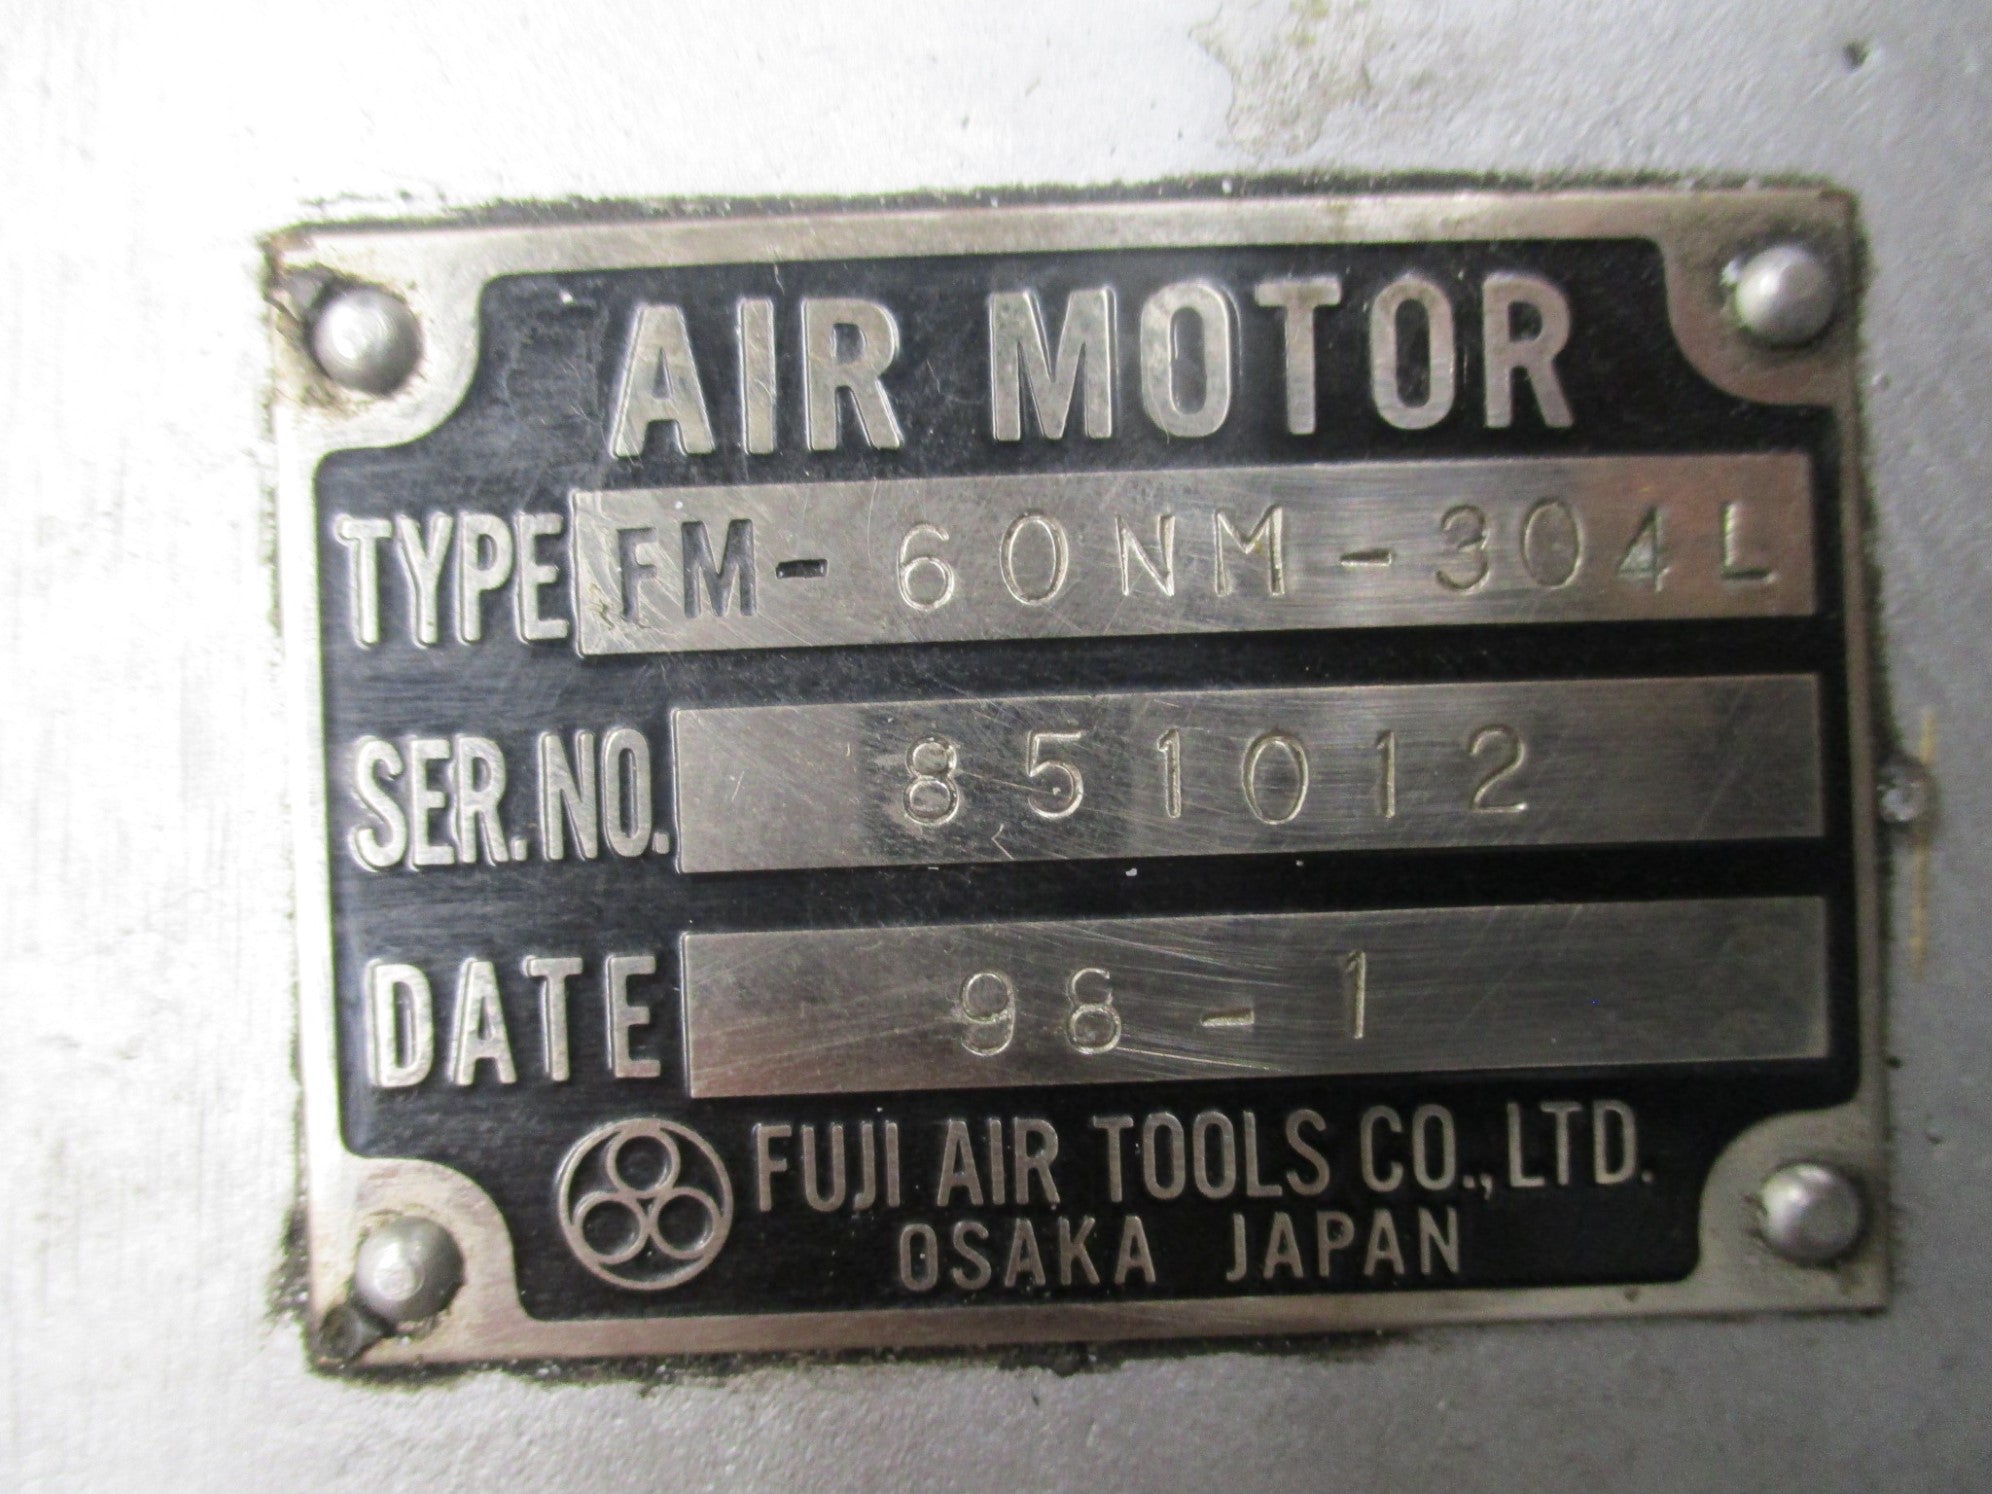 AIR MOTOR
TYPE FM-60NM-304L
SER.NO. 851012
DATE 98-1
FUJI AIR TOOLS CO.,LTD.
OSAKA JAPAN